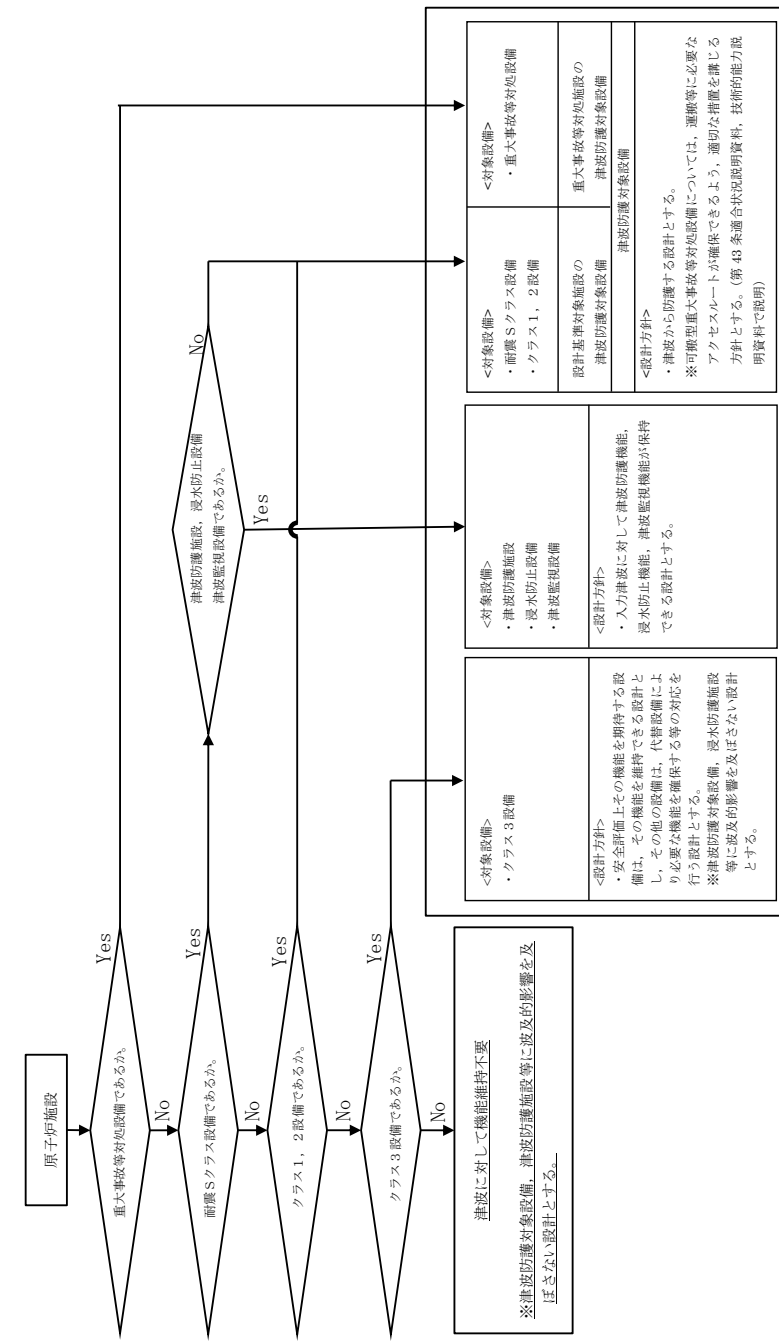 原子炉施設
重大事故等対処設備であるか。
Yes
No
耐震Sクラス設備であるか。
Yes
No
津波防護施設，浸水防止設備
津波監視設備であるか。
No
Yes
クラス1，2設備であるか。
Yes
No
クラス3設備であるか。
Yes
No
津波に対して機能維持不要
※津波防護対象設備，津波防護施設等に波及的影響を及
ぼさない設計とする。
<対象設備>
・クラス3設備
<設計方針>
・安全評価上その機能を期待する設
備は，その機能を維持できる設計と
し，その他の設備は，代替設備によ
り必要な機能を確保する等の対応を
行う設計とする。
※津波防護対象設備，浸水防護施設
等に波及的影響を及ぼさない設計
とする。
<対象設備>
・津波防護施設
・浸水防止設備
・津波監視設備
<設計方針>
・入力津波に対して津波防護機能，
浸水防止機能，津波監視機能が保持
できる設計とする。
<対象設備>
・耐震Sクラス設備
・クラス1，2設備
設計基準対象施設の
津波防護対象設備
<対象設備>
・重大事故等対処設備
重大事故等対処施設の
津波防護対象設備
津波防護対象設備
<設計方針>
・津波から防護する設計とする。
※可搬型重大事故等対処設備については，運搬等に必要な
アクセスルートが確保できるよう，適切な措置を講じる
方針とする。(第43条適合状況説明資料，技術的能力説
明資料で説明)